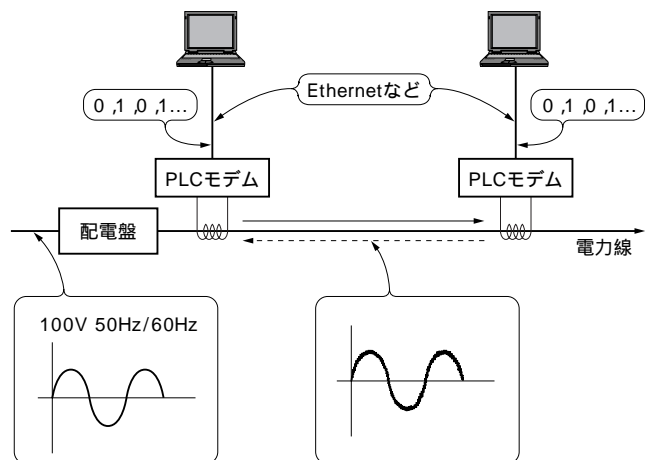 Ethernetなど
0 ,1 ,0 ,1…
0 ,1 ,0 ,1…
PLCモデム
PLCモデム
配電盤
電力線
100V 50Hz/60Hz